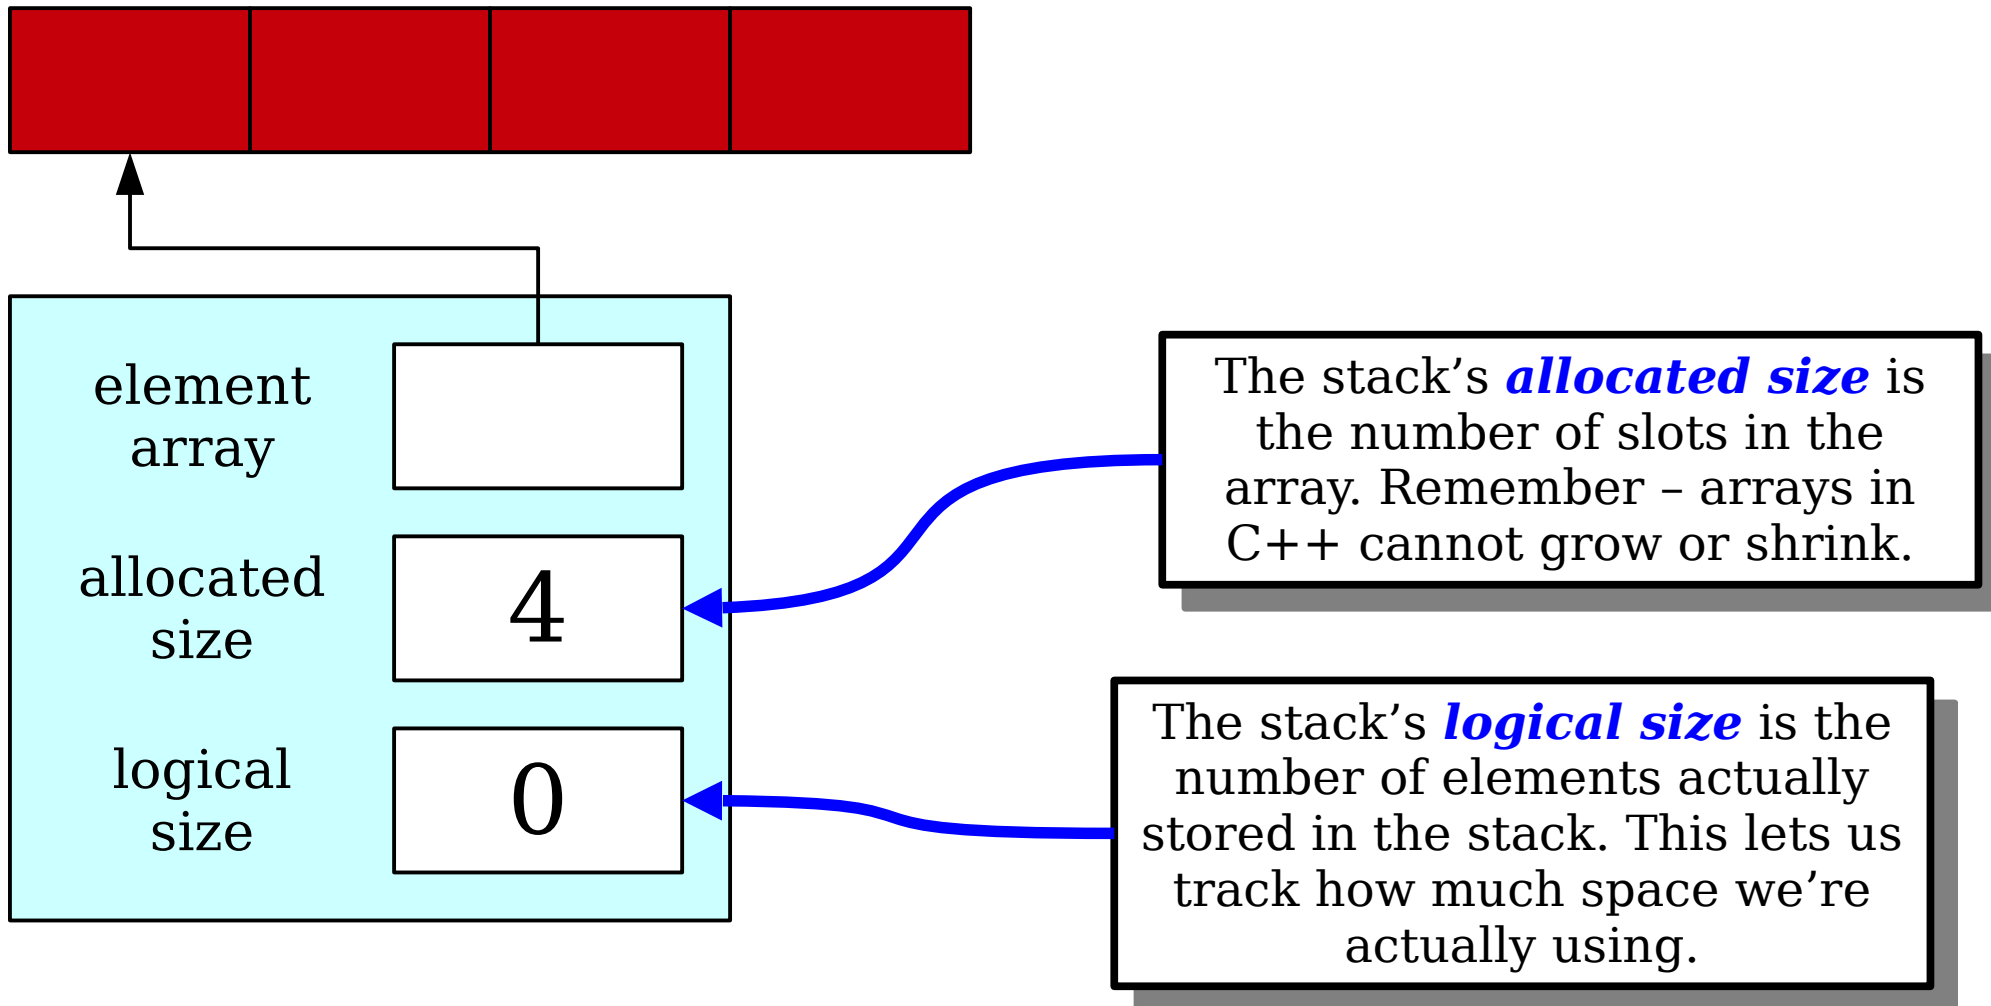 element
array
allocated
size
4
logical
size
0
The stack’s allocated size is
the number of slots in the
array. Remember – arrays in
C++ cannot grow or shrink.
The stack’s logical size is the
number of elements actually
stored in the stack. This lets us
track how much space we’re
actually using.